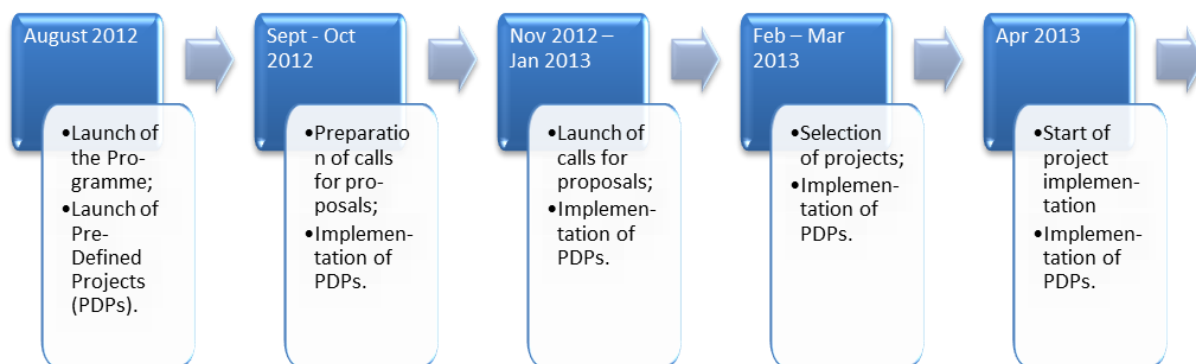 August 2012
•Launch of
the Pro-
gramme;
•Launch of
Pre-
Defined
Projects
(PDPs).
Sept - Oct
2012
•Preparatio
n of calls
for pro-
posals;
•Implemen-
tation of
PDPs.
Nov 2012 –
Jan 2013
•Launch of
calls for
proposals;
•Implemen-
tation of
PDPs.
Feb – Mar
2013
•Selection
of projects;
•Implemen-
tation of
PDPs.
Apr 2013
•Start of
project
implemen-
tation
•Implemen-
tation of
PDPs.